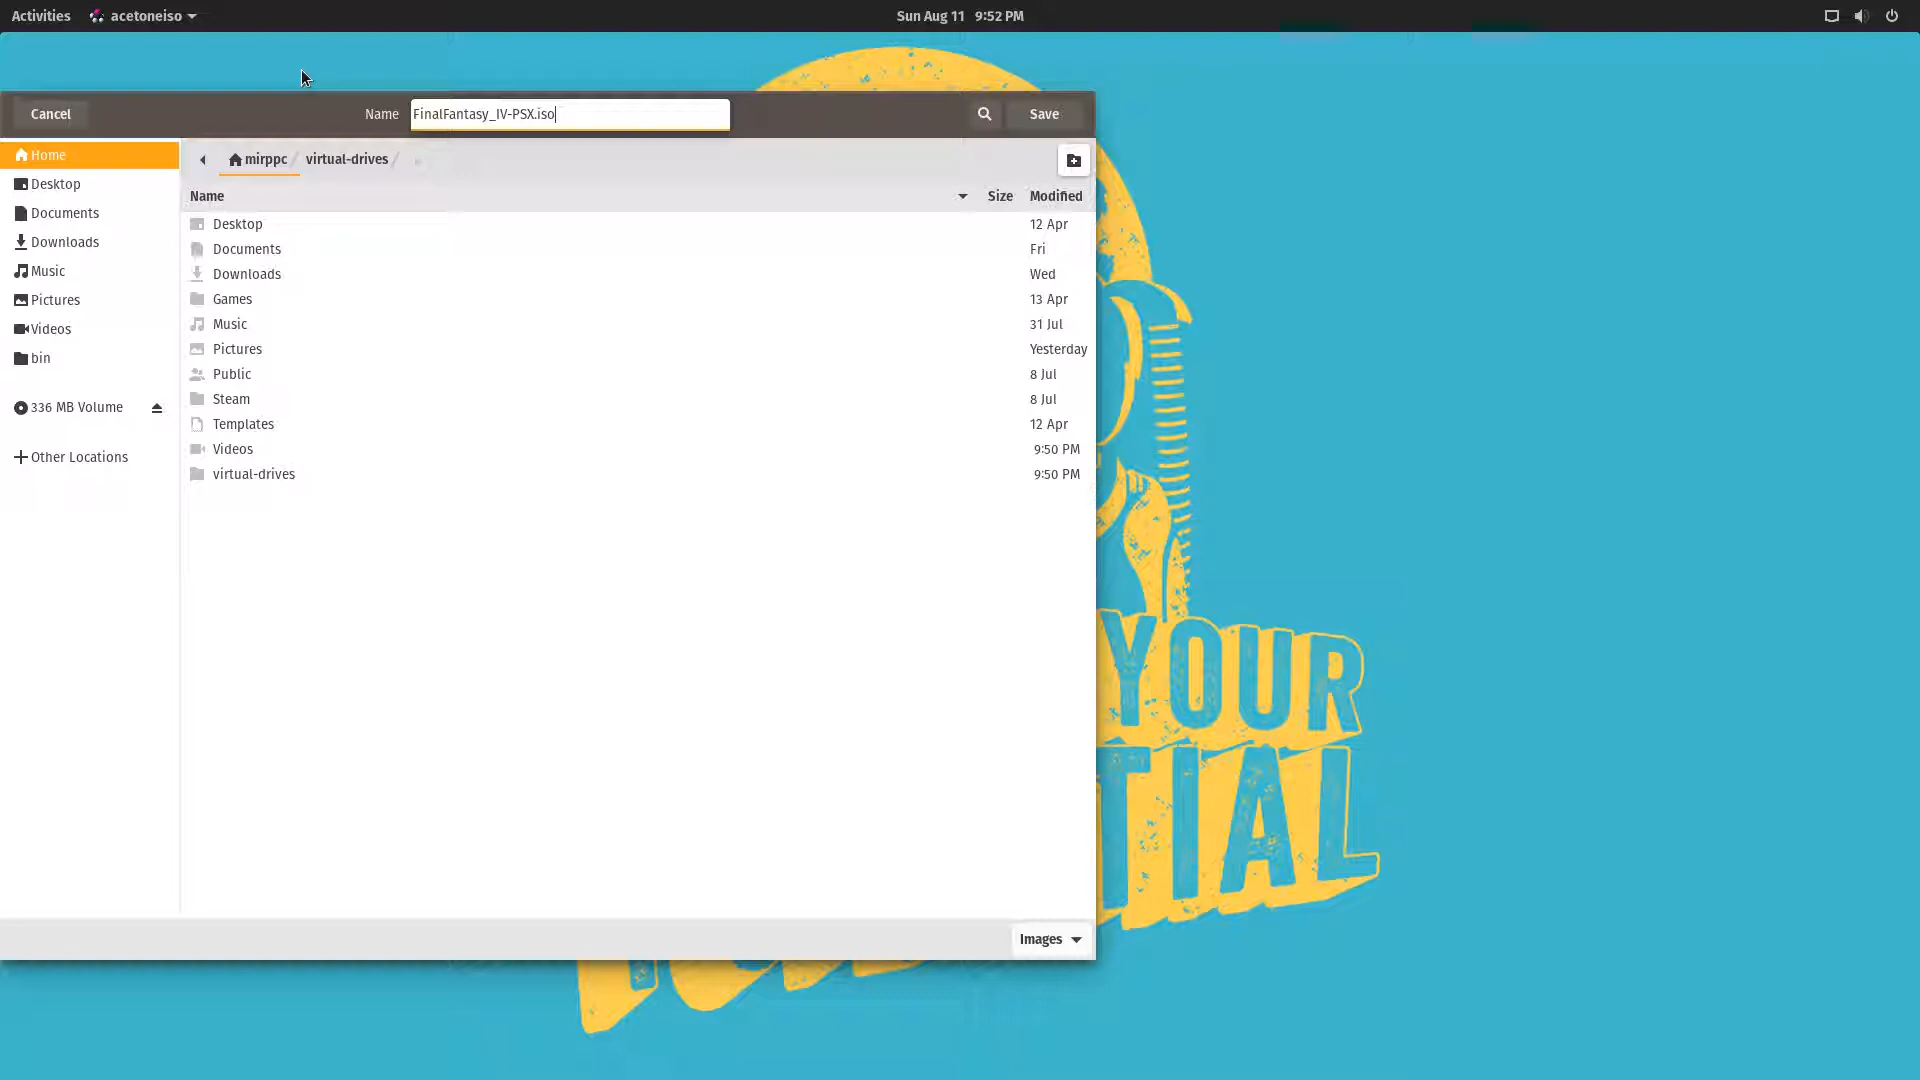 Activities acetoneiso Sun Aug 11 9:52 PM
Cancel Name FinalFantasy_IV-PSX.iso Save
Home mirppc / virtual-drives /
Name Size Modified
Desktop
Documents
Downloads
Music
Pictures
Videos
bin
336 MB Volume
Other Locations
Desktop 12 Apr
Documents Fri
Downloads Wed
Games 13 Apr
Music 31 Jul
Pictures Yesterday
Public 8 Jul
Steam 8 Jul
Templates 12 Apr
Videos 9:50 PM
virtual-drives 9:50 PM
Images
YOUR
TIAL